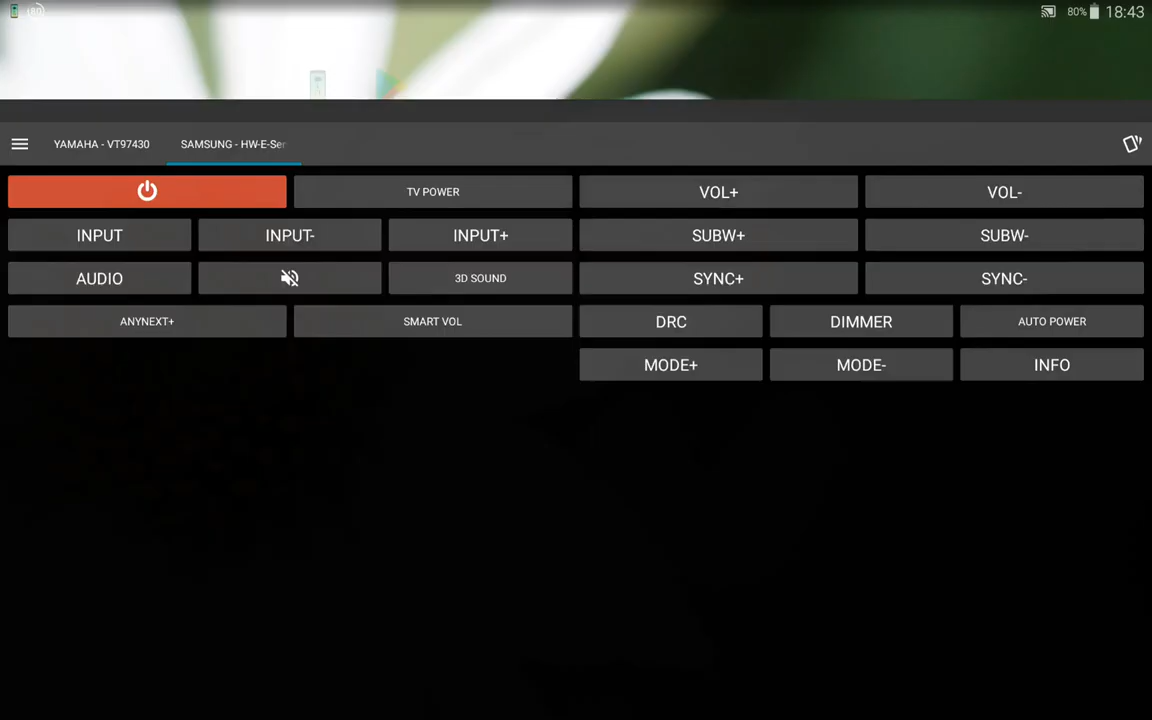 80 80% 18:43
YAMAHA - VT97430 SAMSUNG - HW-E-Ser
TV POWER VOL+ VOL-
INPUT INPUT- INPUT+ SUBW+ SUBW-
AUDIO 3D SOUND SYNC+ SYNC-
ANYNEXT+ SMART VOL DRC DIMMER AUTO POWER
MODE+ MODE- INFO